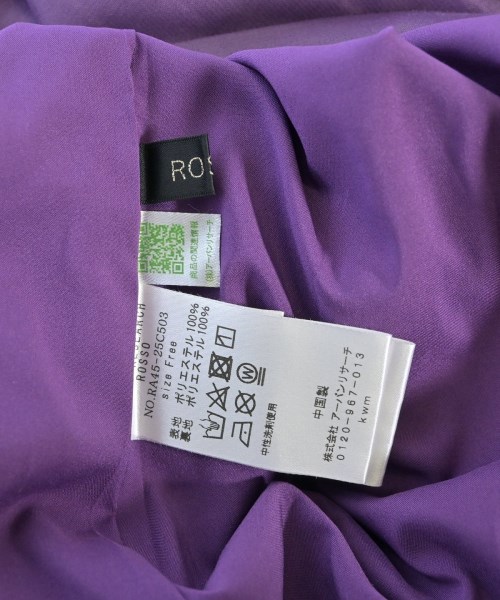 ROS
商品の関連情報
(株)アーバンリサーチ
ROSSO
NO.RA45-25C503
size Free
表地 ポリエステル100%
裏地 ポリエステル100%
中性洗剤使用
中国製
株式会社 アーバンリサーチ
0120-967-013
kwm